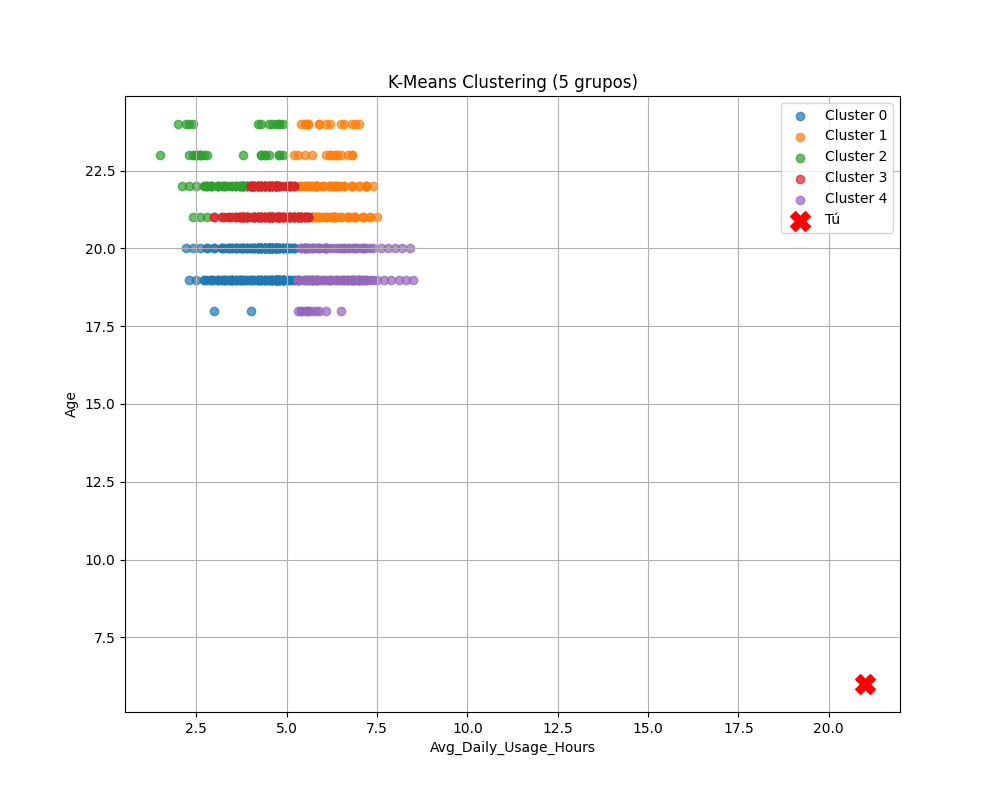 K-Means Clustering (5 grupos)
Cluster 0
Cluster 1
Cluster 2
Cluster 3
Cluster 4
Tú
Age
22.5
20.0
17.5
15.0
12.5
10.0
7.5
2.5 5.0 7.5 10.0 12.5 15.0 17.5 20.0
Avg_Daily_Usage_Hours